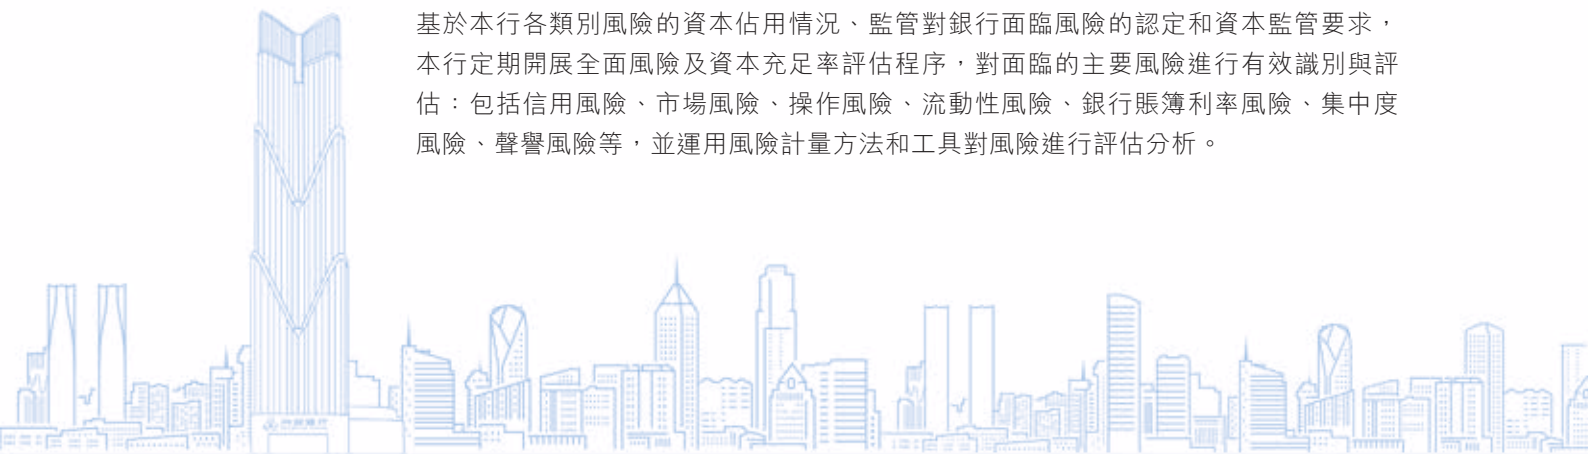 基於本行各類別風險的資本佔用情況、監管對銀行面臨風險的認定和資本監管要求，
本行定期開展全面風險及資本充足率評估程序，對面臨的主要風險進行有效識別與評
估：包括信用風險、市場風險、操作風險、流動性風險、銀行賬簿利率風險、集中度
風險、聲譽風險等，並運用風險計量方法和工具對風險進行評估分析。